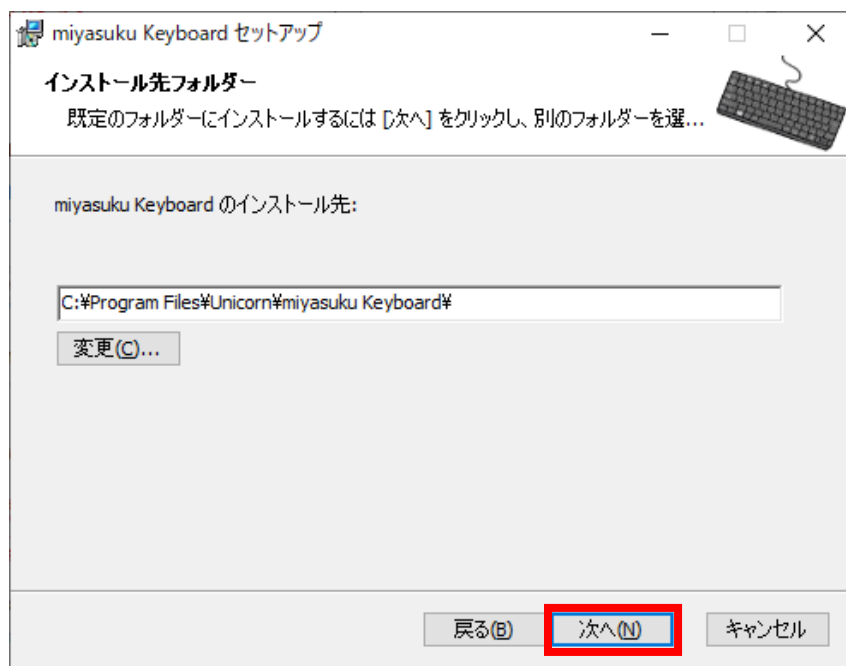 miyasuku Keyboard セットアップ
インストール先フォルダー
既定のフォルダーにインストールするには [次へ] をクリックし、別のフォルダーを選...
miyasuku Keyboard のインストール先:
C:¥Program Files¥Unicorn¥miyasuku Keyboard¥
変更(C)...
戻る(B) 次へ(N) キャンセル